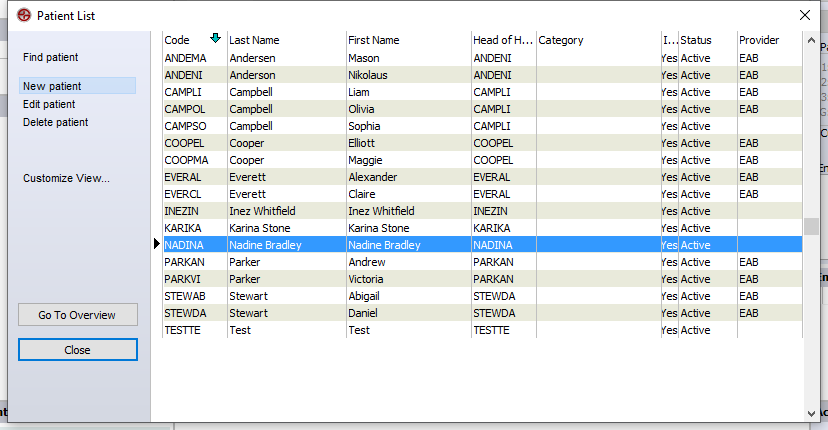 Patient List
Find patient
New patient
Edit patient
Delete patient
Customize View...
Go To Overview
Close
Code Last Name First Name Head of H... Category I... Status Provider
ANDEMA Andersen Mason ANDENI Yes Active EAB
ANDENI Anderson Nikolaus ANDENI Yes Active EAB
CAMPLI Campbell Liam CAMPLI Yes Active EAB
CAMPOL Campbell Olivia CAMPLI Yes Active EAB
CAMPSO Campbell Sophia CAMPLI Yes Active
COOPEL Cooper Elliott COOPEL Yes Active EAB
COOPMA Cooper Maggie COOPEL Yes Active EAB
EVERAL Everett Alexander EVERAL Yes Active EAB
EVERCL Everett Claire EVERAL Yes Active EAB
INEZIN Inez Whitfield Inez Whitfield INEZIN Yes Active
KARIKA Karina Stone Karina Stone KARIKA Yes Active
NADINA Nadine Bradley Nadine Bradley NADINA Yes Active
PARKAN Parker Andrew PARKAN Yes Active EAB
PARKVI Parker Victoria PARKAN Yes Active EAB
STEWAB Stewart Abigail STEWDA Yes Active EAB
STEWDA Stewart Daniel STEWDA Yes Active EAB
TESTTE Test Test TESTTE Yes Active